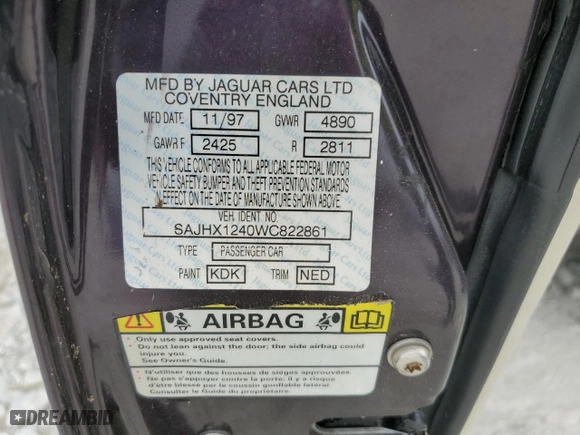 MFD BY JAGUAR CARS LTD
COVENTRY ENGLAND
MFD DATE 11/97 GVWR 4890
GAWR F 2425 R 2811
THIS VEHICLE CONFORMS TO ALL APPLICABLE FEDERAL MOTOR
VEHICLE SAFETY BUMPER AND THEFT PREVENTION STANDARDS
IN EFFECT ON THE DATE OF MANUFACTURE SHOWN ABOVE
VEH. IDENT NO.
SAJHX1240WC822861
TYPE PASSENGER CAR
PAINT KDK TRIM NED
AIRBAG
Only use approved seat covers.
Do not lean against the door; the side airbag could
injure you.
See Owner's Guide.
N'utiliser que des housses de sièges approuvées.
Ne pas s'appuyer contre la porte, il y a risque
d'être blessé par le coussin gonflable latéral.
Consulter le Guide du propriétaire.
DREAMBID